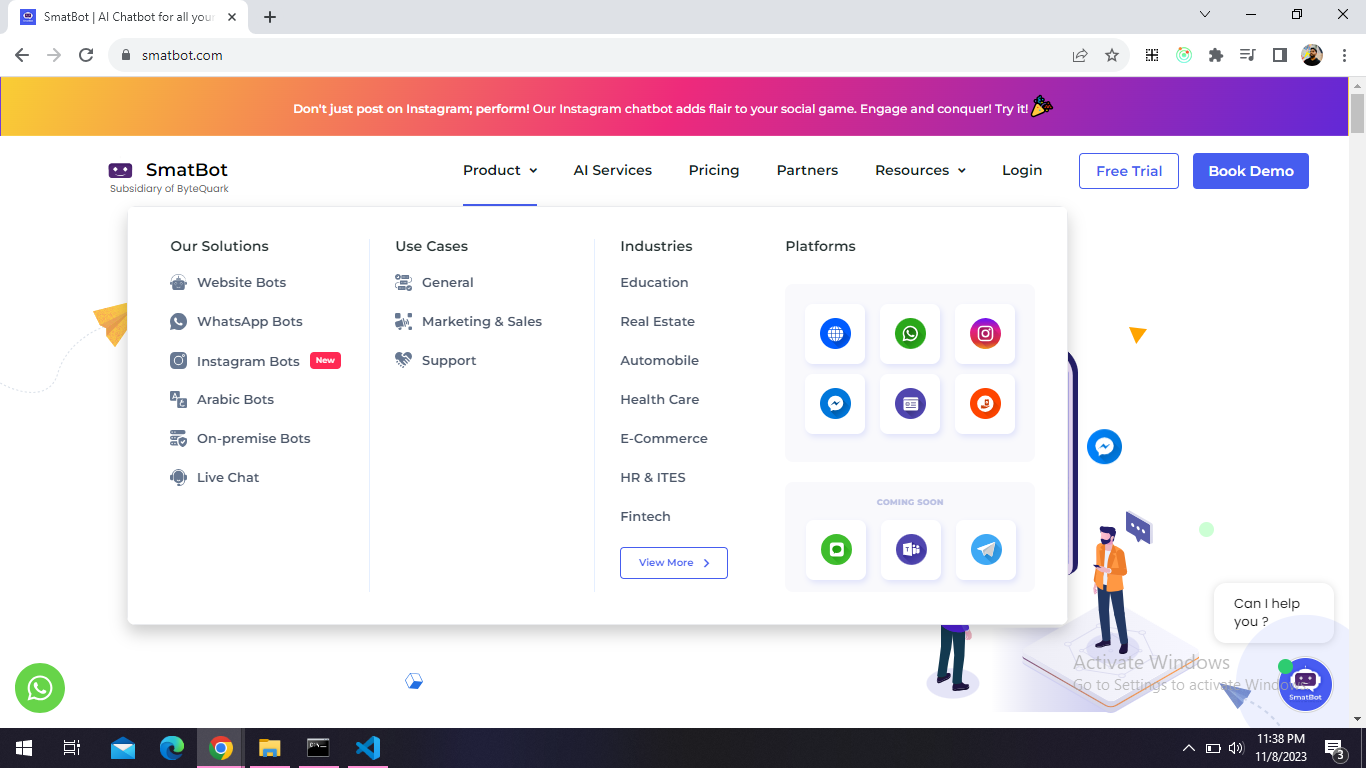 SmatBot | AI Chatbot for all your
smatbot.com
Don't just post on Instagram; perform! Our Instagram chatbot adds flair to your social game. Engage and conquer! Try it!
SmatBot
Subsidiary of ByteQuark
Product
AI Services
Pricing
Partners
Resources
Login
Free Trial
Book Demo
Our Solutions
Website Bots
WhatsApp Bots
Instagram Bots New
Arabic Bots
On-premise Bots
Live Chat
Use Cases
General
Marketing & Sales
Support
Industries
Education
Real Estate
Automobile
Health Care
E-Commerce
HR & ITES
Fintech
View More
Platforms
COMING SOON
Can I help
you ?
Activate Windows
Go to Settings to activate Windows.
SmatBot
11:38 PM
11/8/2023
3